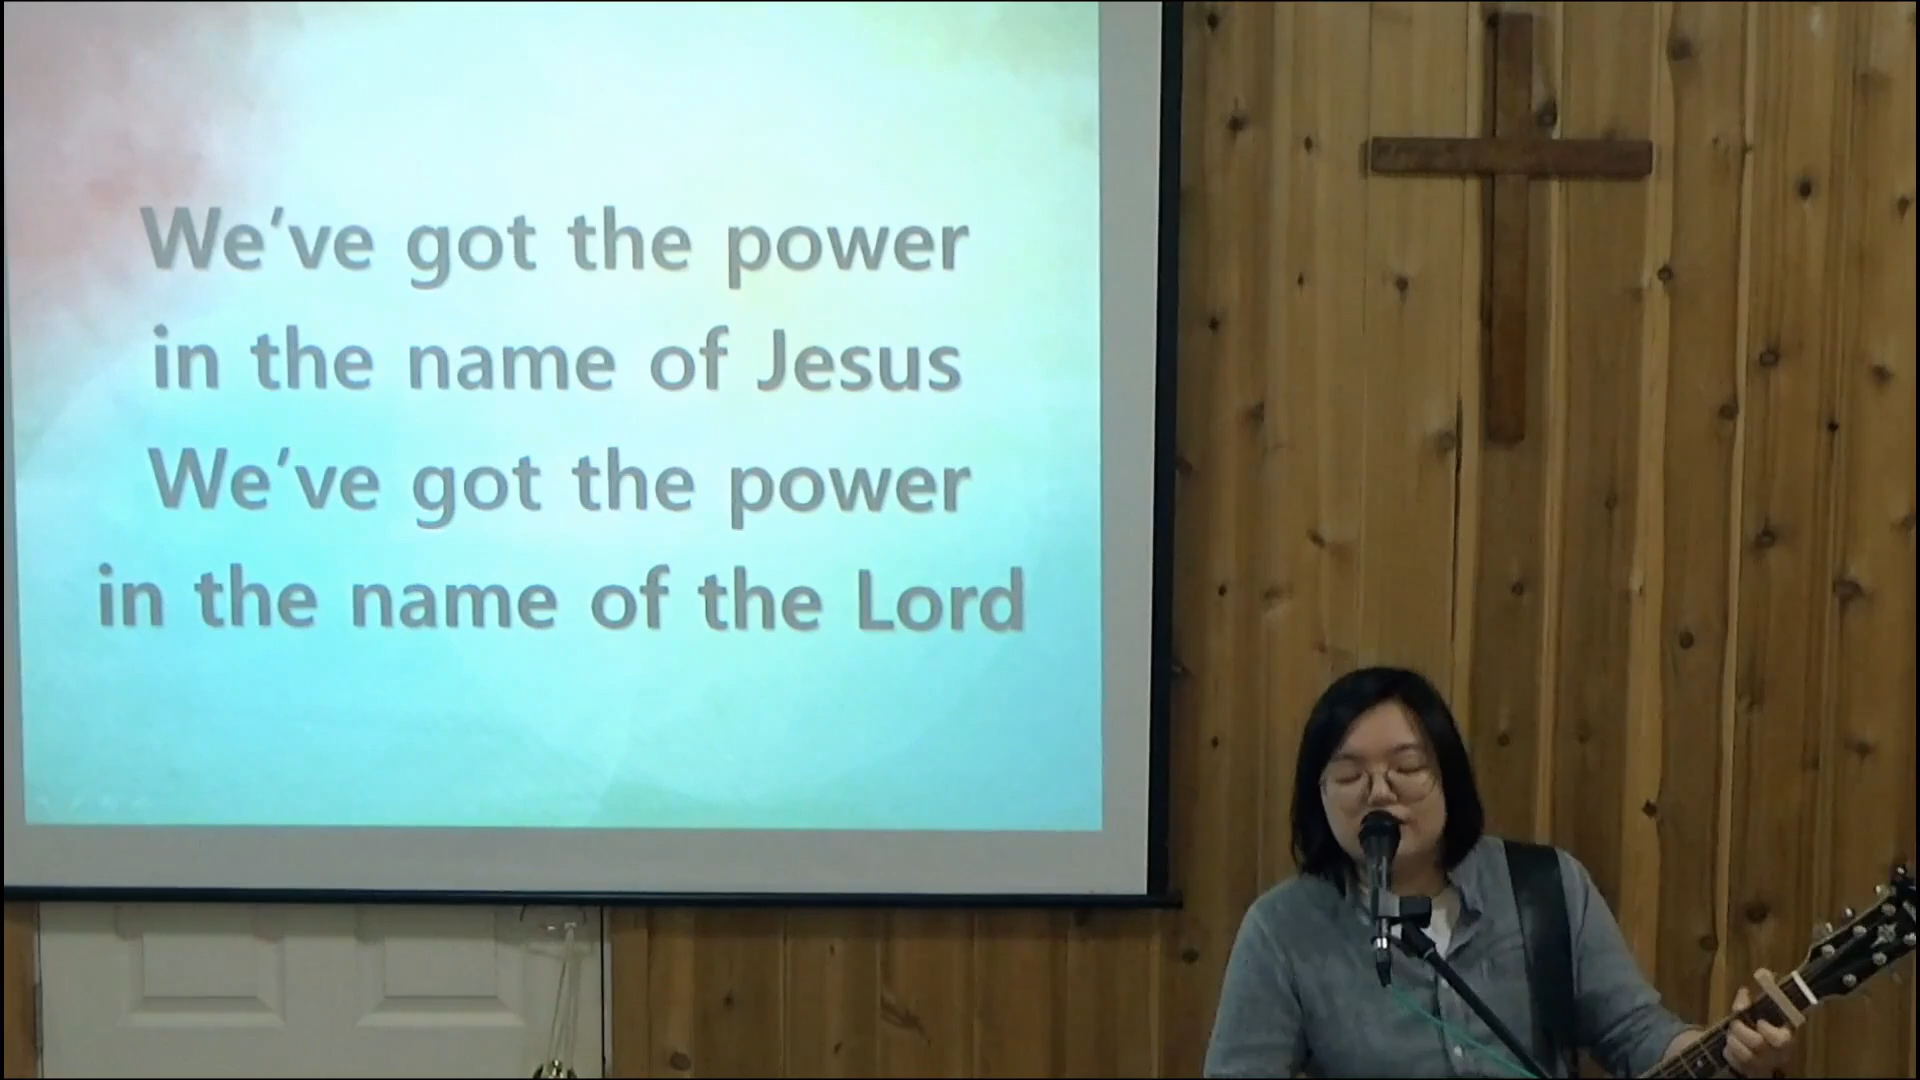 We've got the power
in the name of Jesus
We've got the power
in the name of the Lord